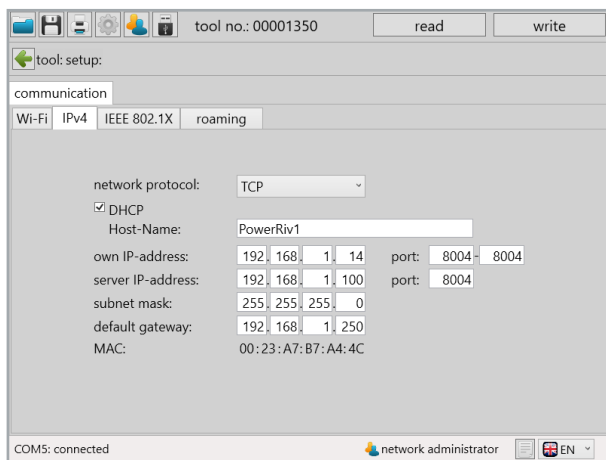 tool no.: 00001350 read write
tool: setup:
communication
Wi-Fi IPv4 IEEE 802.1X roaming
network protocol: TCP
DHCP
Host-Name: PowerRiv1
own IP-address: 192. 168. 1. 14 port: 8004 - 8004
server IP-address: 192. 168. 1. 100 port: 8004
subnet mask: 255. 255. 255. 0
default gateway: 192. 168. 1. 250
MAC: 00:23:A7:B7:A4:4C
COM5: connected network administrator EN